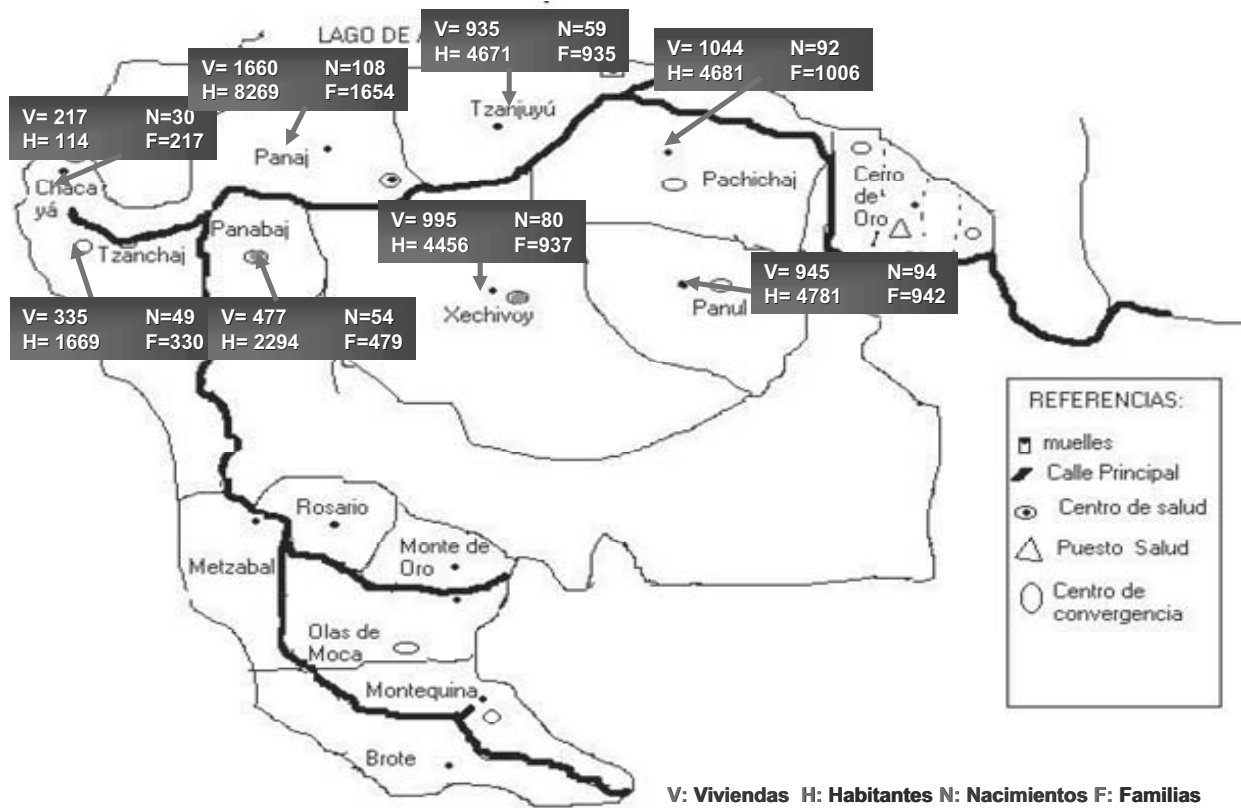 LAGO DE
V= 935 N=59
H= 4671 F=935
V= 1044 N=92
H= 4681 F=1006
V= 1660 N=108
H= 8269 F=1654
V= 217 N=30
H= 114 F=217
Tzanjuyú
Panaj
Pachichaj
Cerro
de
Oro
Chaca
yá
Tzanchaj
Panabaj
V= 995 N=80
H= 4456 F=937
V= 945 N=94
H= 4781 F=942
Xechivoy
Panul
V= 335 N=49
H= 1669 F=330
V= 477 N=54
H= 2294 F=479
REFERENCIAS:
muelles
Calle Principal
Centro de salud
Puesto Salud
Centro de
convergencia
Rosario
Metzabal
Monte de
Oro
Olas de
Moca
Montequina
Brote
V: Viviendas H: Habitantes N: Nacimientos F: Familias